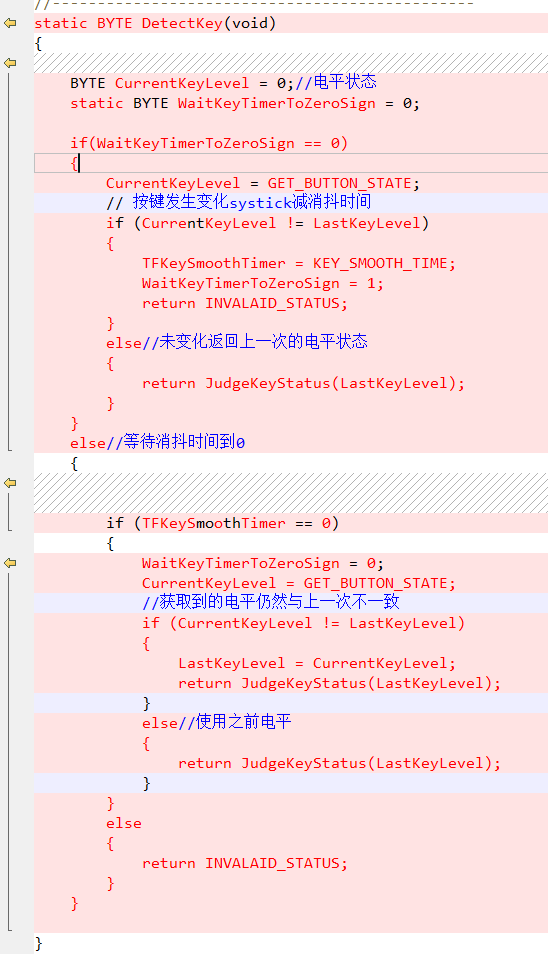 //-----------------------------------------------
static BYTE DetectKey(void)
{
    BYTE CurrentKeyLevel = 0;//电平状态
    static BYTE WaitKeyTimerToZeroSign = 0;
    if(WaitKeyTimerToZeroSign == 0)
    {
        CurrentKeyLevel = GET_BUTTON_STATE;
        // 按键发生变化systick减消抖时间
        if (CurrentKeyLevel != LastKeyLevel)
        {
            TFKeySmoothTimer = KEY_SMOOTH_TIME;
            WaitKeyTimerToZeroSign = 1;
            return INVALAID_STATUS;
        }
        else//未变化返回上一次的电平状态
        {
            return JudgeKeyStatus(LastKeyLevel);
        }
    }
    else//等待消抖时间到0
    {
        if (TFKeySmoothTimer == 0)
        {
            WaitKeyTimerToZeroSign = 0;
            CurrentKeyLevel = GET_BUTTON_STATE;
            //获取到的电平仍然与上一次不一致
            if (CurrentKeyLevel != LastKeyLevel)
            {
                LastKeyLevel = CurrentKeyLevel;
                return JudgeKeyStatus(LastKeyLevel);
            }
            else//使用之前电平
            {
                return JudgeKeyStatus(LastKeyLevel);
            }
        }
        else
        {
            return INVALAID_STATUS;
        }
    }
}